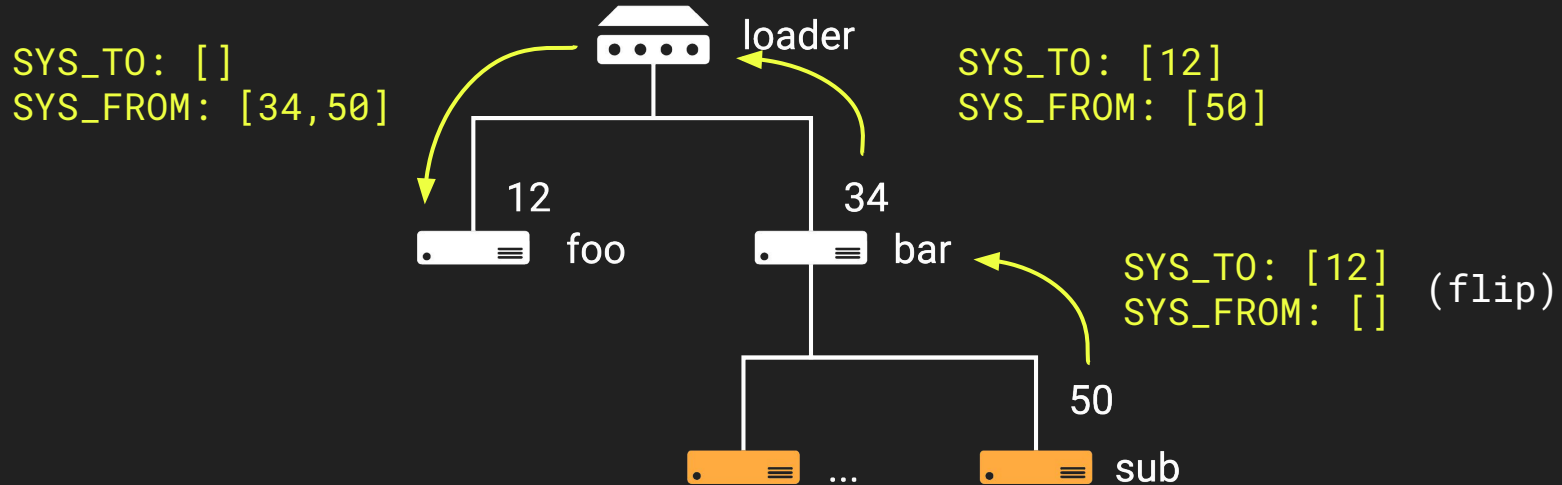 loader
SYS_TO: []
SYS_FROM: [34,50]
SYS_TO: [12]
SYS_FROM: [50]
12
foo
34
bar
SYS_TO: [12]
SYS_FROM: []
(flip)
50
...
sub